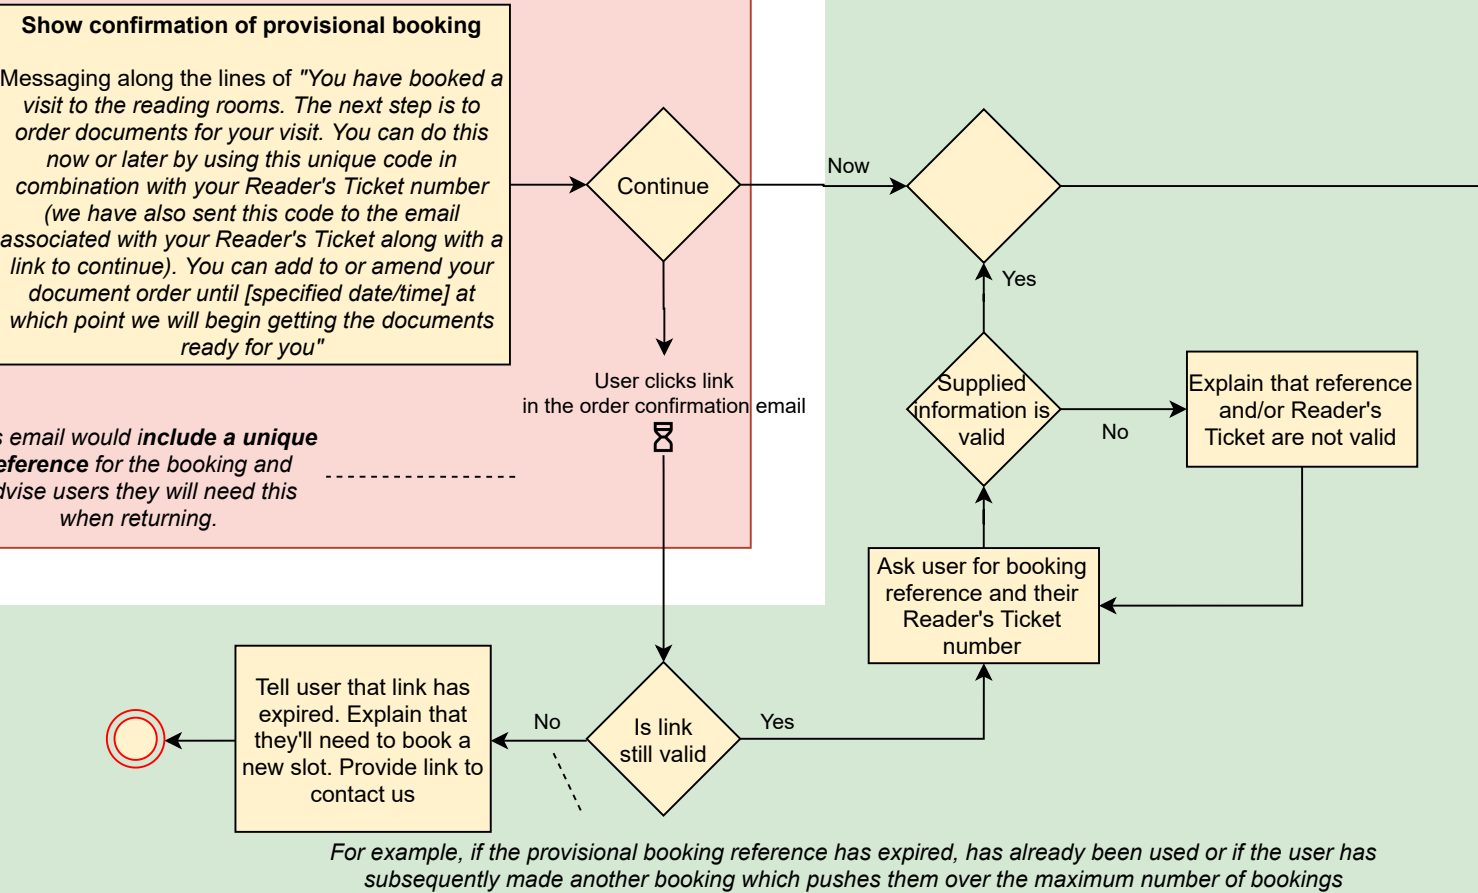 Show confirmation of provisional booking
Messaging along the lines of "You have booked a
visit to the reading rooms. The next step is to
order documents for your visit. You can do this
now or later by using this unique code in
combination with your Reader's Ticket number
(we have also sent this code to the email
associated with your Reader's Ticket along with a
link to continue). You can add to or amend your
document order until [specified date/time] at
which point we will begin getting the documents
ready for you"
Continue
Now
Yes
Supplied
information is
valid
No
Explain that reference
and/or Reader's
Ticket are not valid
User clicks link
in the order confirmation email
email would include a unique
for the booking and
users they will need this
when returning.
Ask user for booking
reference and their
Reader's Ticket
number
Tell user that link has
expired. Explain that
they'll need to book a
new slot. Provide link to
contact us
No
Is link
still valid
Yes
For example, if the provisional booking reference has expired, has already been used or if the user has
subsequently made another booking which pushes them over the maximum number of bookings